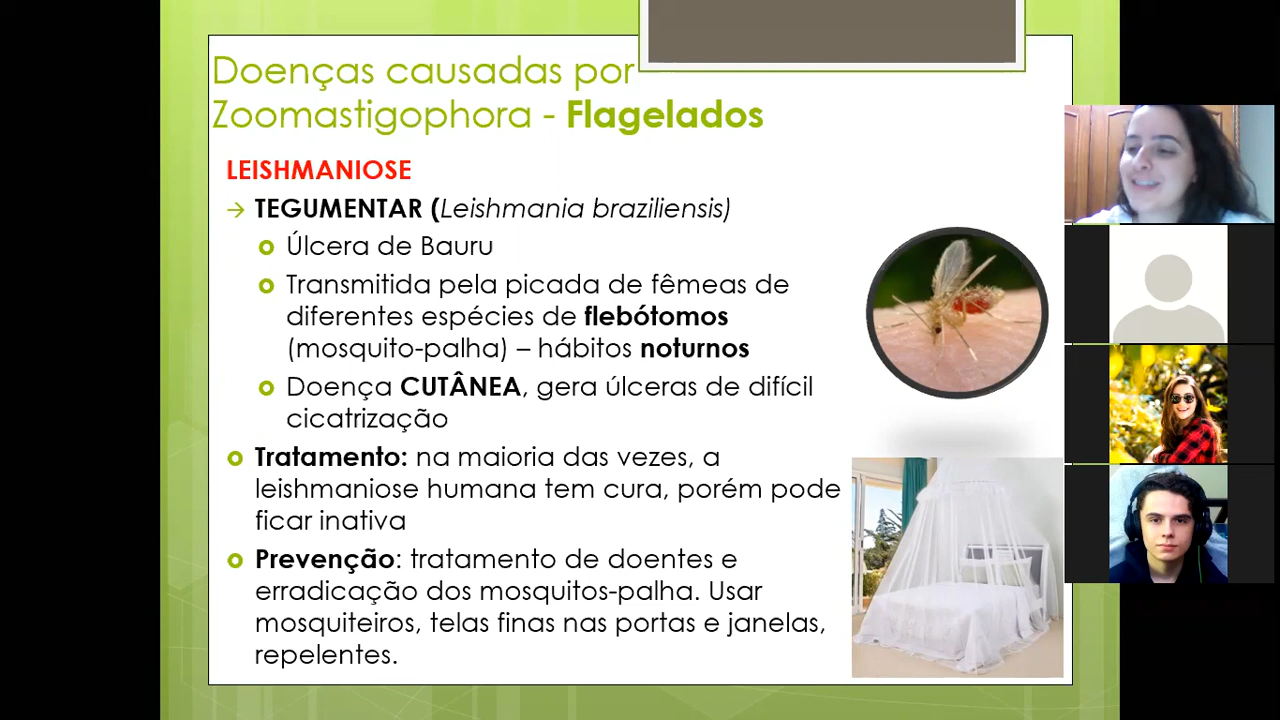 Doenças causadas por
Zoomastigophora - Flagelados
LEISHMANIOSE
→ TEGUMENTAR (Leishmania braziliensis)
Úlcera de Bauru
Transmitida pela picada de fêmeas de
diferentes espécies de flebótomos
(mosquito-palha) – hábitos noturnos
Doença CUTÂNEA, gera úlceras de difícil
cicatrização
Tratamento: na maioria das vezes, a
leishmaniose humana tem cura, porém pode
ficar inativa
Prevenção: tratamento de doentes e
erradicação dos mosquitos-palha. Usar
mosquiteiros, telas finas nas portas e janelas,
repelentes.